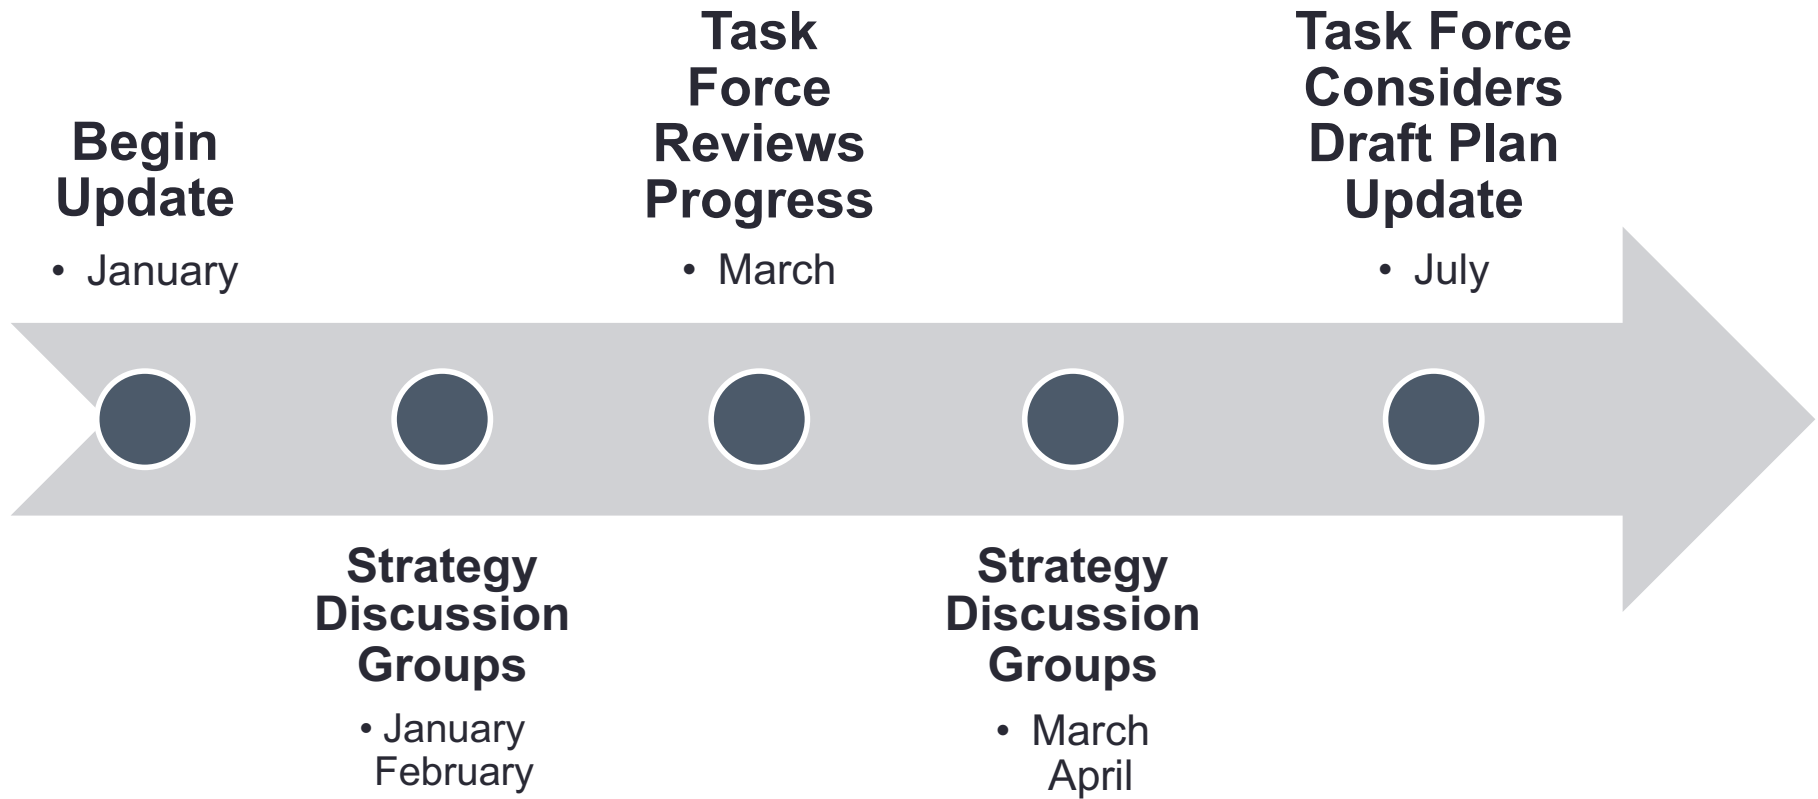 Begin
Update
• January
Strategy
Discussion
Groups
• January
February
Task
Force
Reviews
Progress
• March
Strategy
Discussion
Groups
• March
April
Task Force
Considers
Draft Plan
Update
• July